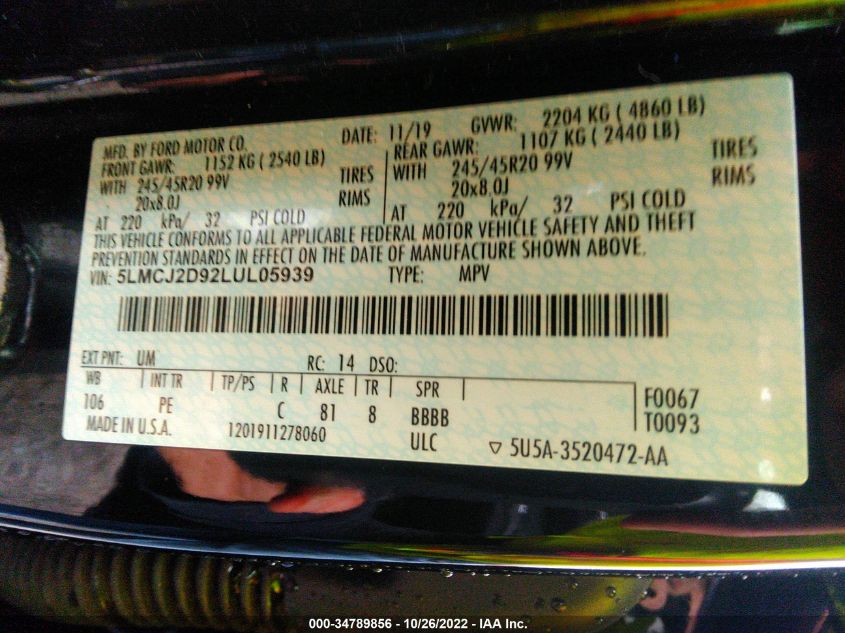 MFD. BY FORD MOTOR CO. DATE: 11/19 GVWR: 2204 KG ( 4860 LB)
FRONT GAWR: 1152 KG ( 2540 LB) REAR GAWR: 1107 KG ( 2440 LB)
WITH 245/45R20 99V TIRES WITH 245/45R20 99V TIRES
20x8.0J RIMS 20x8.0J RIMS
AT 220 kPa/ 32 PSI COLD AT 220 kPa/ 32 PSI COLD
THIS VEHICLE CONFORMS TO ALL APPLICABLE FEDERAL MOTOR VEHICLE SAFETY AND THEFT
PREVENTION STANDARDS IN EFFECT ON THE DATE OF MANUFACTURE SHOWN ABOVE.
VIN: 5LMCJ2D92LUL05939 TYPE: MPV
EXT PNT: UM RC: 14 DSO:
WB INT TR TP/PS R AXLE TR SPR
106 PE C 81 8 BBBB F0067
MADE IN U.S.A. 1201911278060 ULC T0093
5U5A-3520472-AA
000-34789856 - 10/26/2022 - IAA Inc.